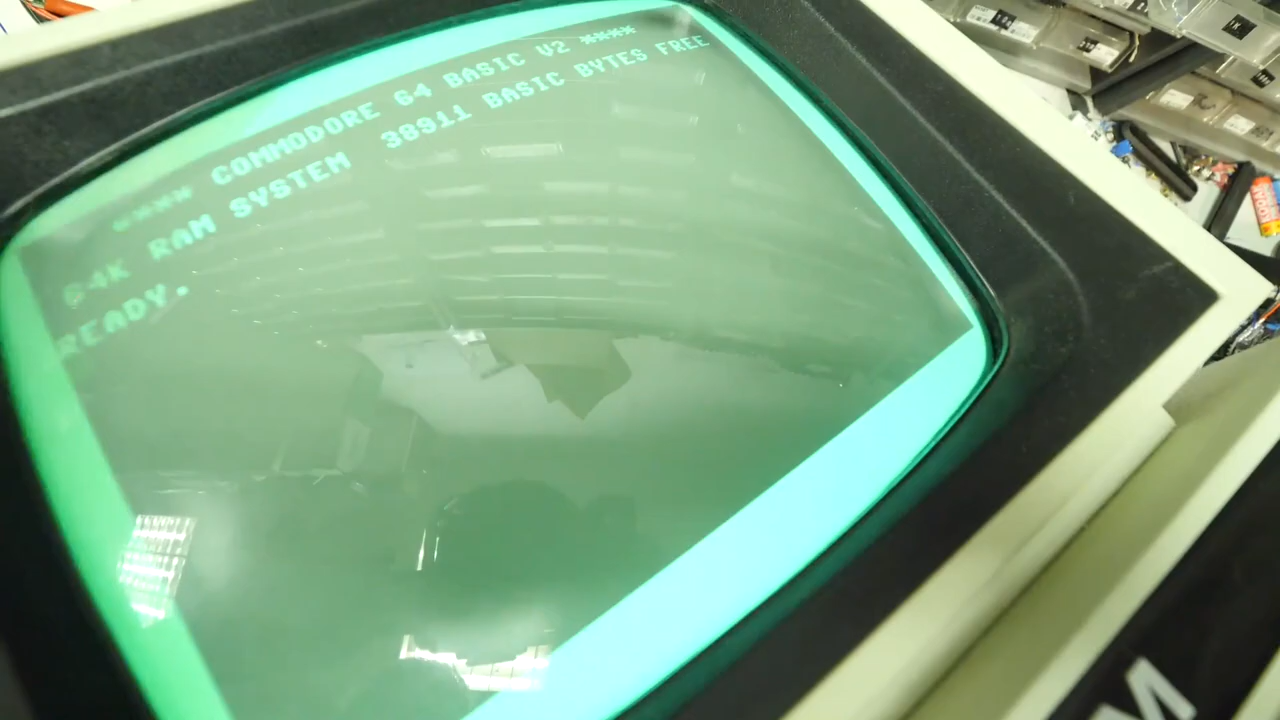 **** COMMODORE 64 BASIC V2 ****
64K RAM SYSTEM  38911 BASIC BYTES FREE
READY.
M